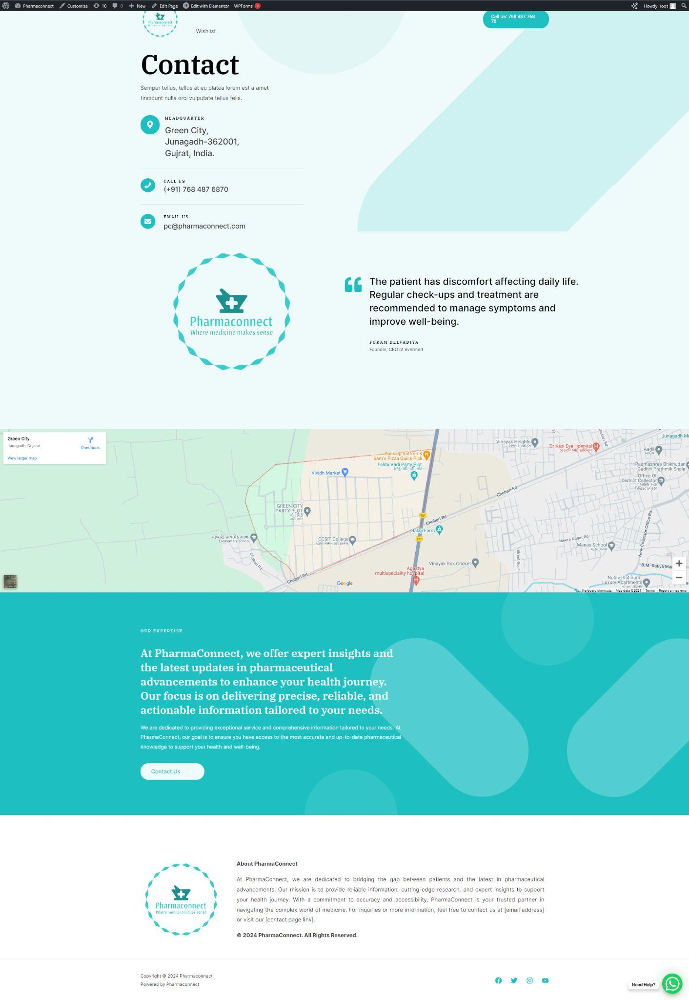 Pharmaconnect Customize 10 0 New Edit Page Edit with Elementor WPForms 2 Howdy, root
Pharmaconnect
Wishlist
Call Us: 768 487 768
70
Contact
Semper tellus, tellus at eu platea lorem est a amet
tincidunt nulla orci vulputate tellus felis.
HEADQUARTER
Green City,
Junagadh-362001,
Gujrat, India.
CALL US
(+91) 768 487 6870
EMAIL US
pc@pharmaconnect.com
Pharmaconnect
Where medicine makes sense
The patient has discomfort affecting daily life.
Regular check-ups and treatment are
recommended to manage symptoms and
improve well-being.
FORAM DELVADIYA
Founder, CEO of evermed
Green City
Junagadh, Gujarat
Directions
View larger map
Sankalp Saffron &
Sam's Pizza Quick Pick
Faldu Vadi Party Plot
Vividh Market
GREEN CITY
PARTY PLOT
ગ્રીન સિટી
પાર્ટી પ્લોટ
CCSIT College
ચોબારી પ્રાથમિક શાળા
Elementary school
Chobari Rd
Chobari Rd
151
Chobari Rd
Balaji Farm
151
Chobari Rd
Vinayak Heights
Dr Kazi Eye Hospital
Chobari Rd
14
Aadil
Padmashree Bhikhudan
Gadhvi Prathmik Shala
Office Of
District Collector
Meera Nagar Rd
Manas School
New Collector Office Rd
Street No-1
Vinayak Box Cricket
Agastya
multispeciality hospital
B.M. Ratiya
Noble Platinum
Luxury Apartments
Google
Keyboard shortcuts Map data ©2024 Terms Report a map error
OUR EXPERTISE
At PharmaConnect, we offer expert insights and
the latest updates in pharmaceutical
advancements to enhance your health journey.
Our focus is on delivering precise, reliable, and
actionable information tailored to your needs.
We are dedicated to providing exceptional service and comprehensive information tailored to your needs. At
PharmaConnect, our goal is to ensure you have access to the most accurate and up-to-date pharmaceutical
knowledge to support your health and well-being.
Contact Us
Pharmaconnect
Where medicine makes sense
About PharmaConnect
At PharmaConnect, we are dedicated to bridging the gap between patients and the latest in pharmaceutical
advancements. Our mission is to provide reliable information, cutting-edge research, and expert insights to support
your health journey. With a commitment to accuracy and accessibility, PharmaConnect is your trusted partner in
navigating the complex world of medicine. For inquiries or more information, feel free to contact us at [email address]
or visit our [contact page link].
© 2024 PharmaConnect. All Rights Reserved.
Copyright © 2024 Pharmaconnect
Powered by Pharmaconnect
Need Help?